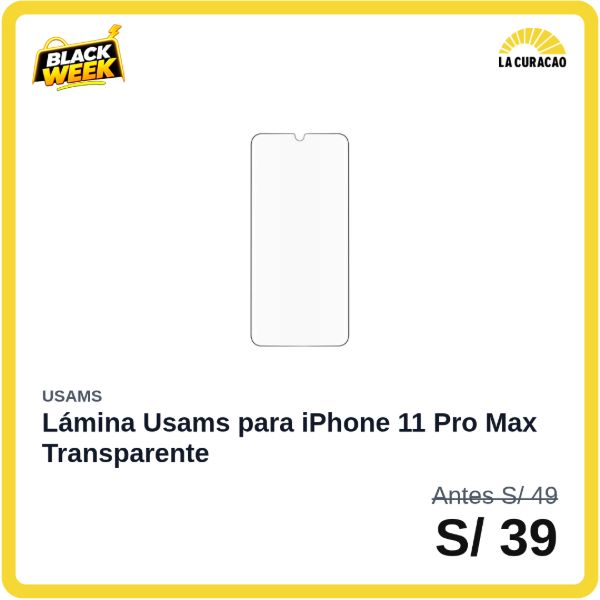 BLACK
WEEK
LA CURACAO
USAMS
Lámina Usams para iPhone 11 Pro Max
Transparente
Antes S/ 49
S/ 39